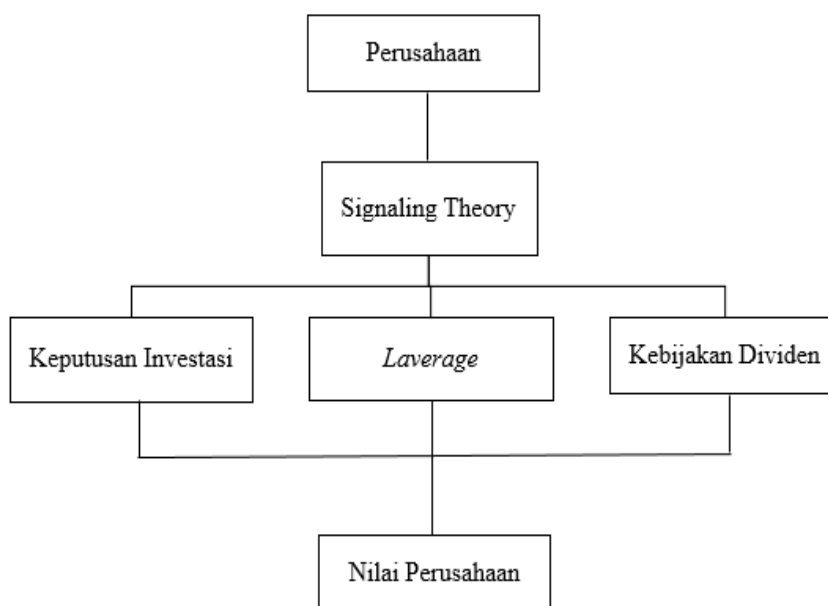 Perusahaan
Signaling Theory
Keputusan Investasi
Laverage
Kebijakan Dividen
Nilai Perusahaan